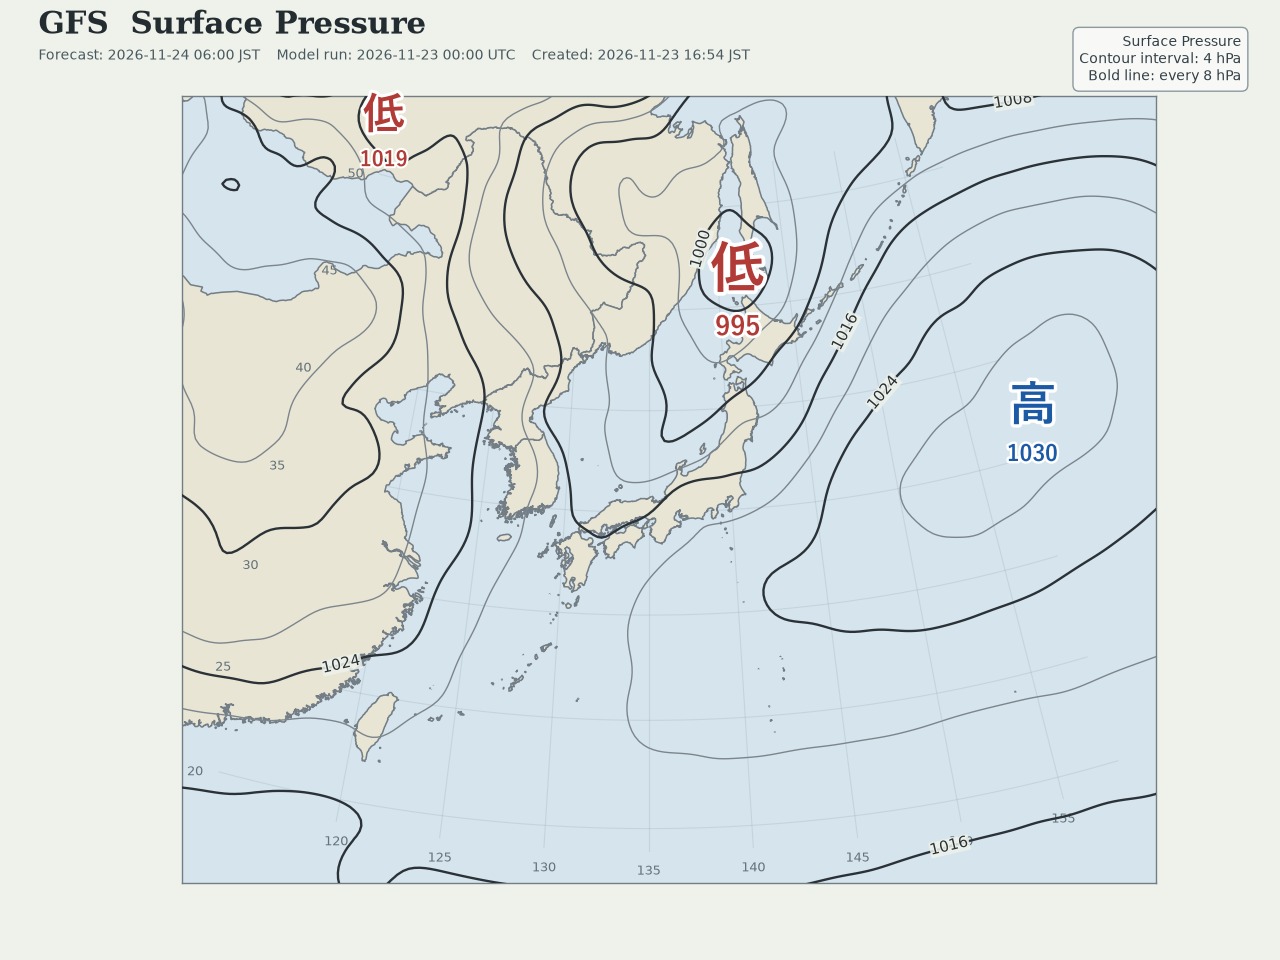 GFS Surface Pressure
Forecast: 2026-11-24 06:00 JST Model run: 2026-11-23 00:00 UTC Created: 2026-11-23 16:54 JST
Surface Pressure
Contour interval: 4 hPa
Bold line: every 8 hPa
1008
低
1019
50
1000
低
995
45
1016
40
1024
高
1030
35
30
1024
25
20
155
120
1016
125
130
135
140
145